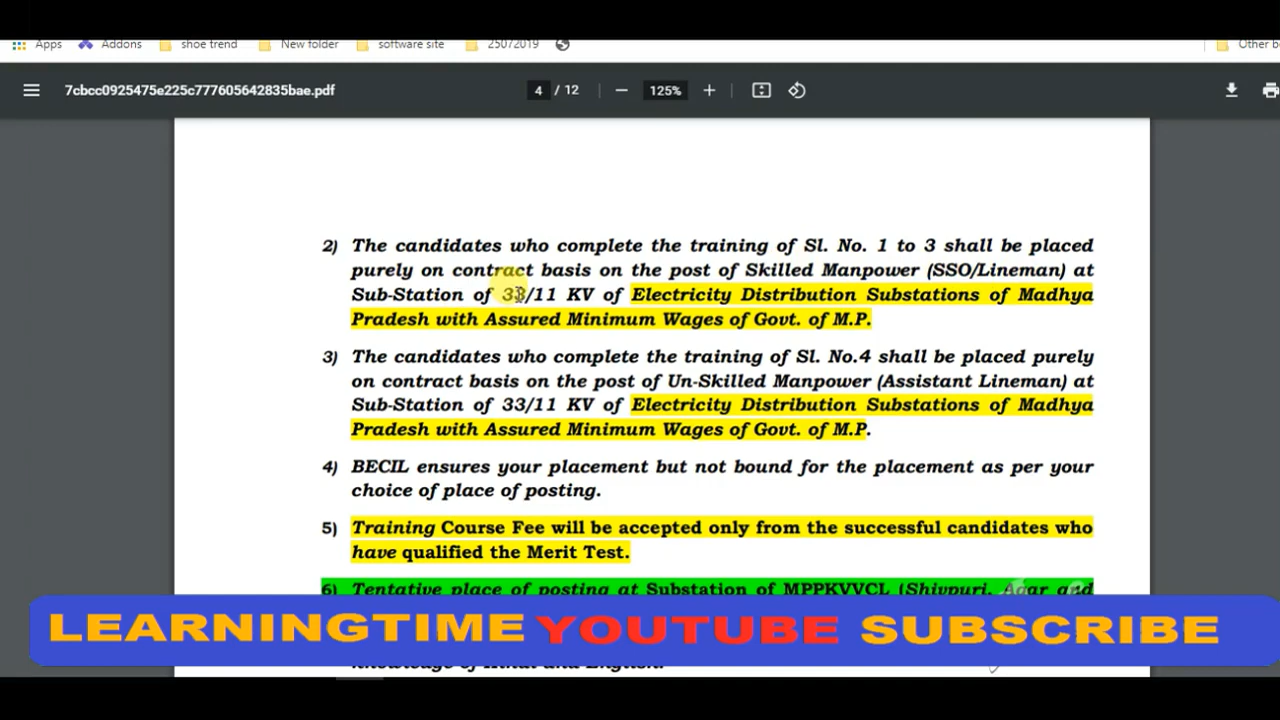 Apps Addons shoe trend New folder software site 25072019 Other b
7cbcc0925475e225c777605642835bae.pdf 4 / 12 125%
2) The candidates who complete the training of Sl. No. 1 to 3 shall be placed
purely on contract basis on the post of Skilled Manpower (SSO/Lineman) at
Sub-Station of 33/11 KV of Electricity Distribution Substations of Madhya
Pradesh with Assured Minimum Wages of Govt. of M.P.
3) The candidates who complete the training of Sl. No.4 shall be placed purely
on contract basis on the post of Un-Skilled Manpower (Assistant Lineman) at
Sub-Station of 33/11 KV of Electricity Distribution Substations of Madhya
Pradesh with Assured Minimum Wages of Govt. of M.P.
4) BECIL ensures your placement but not bound for the placement as per your
choice of place of posting.
5) Training Course Fee will be accepted only from the successful candidates who
have qualified the Merit Test.
6) Tentative place of posting at Substation of MPPKVVCL (Shivpuri, Agar and
LEARNINGTIME YOUTUBE SUBSCRIBE
knowledge of Hindi and English.